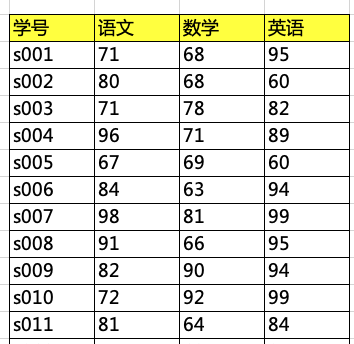 学号 语文 数学 英语
s001 71 68 95
s002 80 68 60
s003 71 78 82
s004 96 71 89
s005 67 69 60
s006 84 63 94
s007 98 81 99
s008 91 66 95
s009 82 90 94
s010 72 92 99
s011 81 64 84